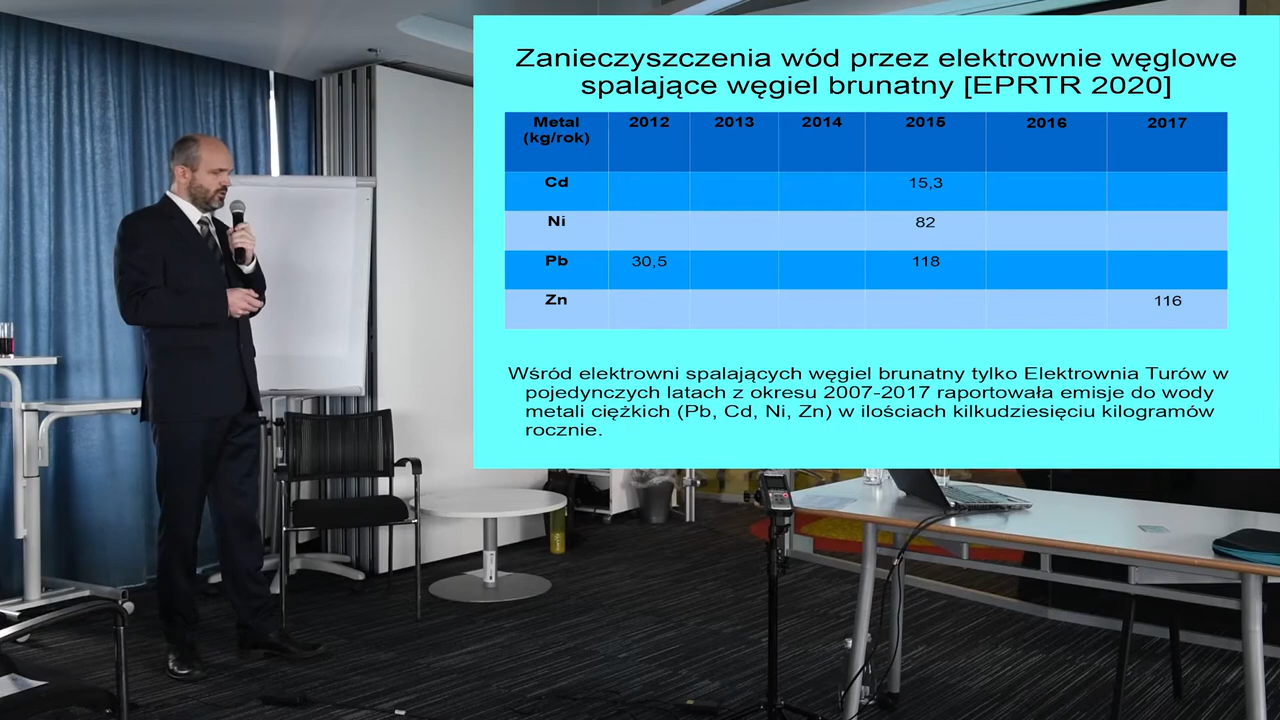 Zanieczyszczenia wód przez elektrownie węglowe
spalające węgiel brunatny [EPRTR 2020]
Metal (kg/rok) 2012 2013 2014 2015 2016 2017
Cd 15,3
Ni 82
Pb 30,5 118
Zn 116
Wśród elektrowni spalających węgiel brunatny tylko Elektrownia Turów w
pojedynczych latach z okresu 2007-2017 raportowała emisje do wody
metali ciężkich (Pb, Cd, Ni, Zn) w ilościach kilkudziesięciu kilogramów
rocznie.